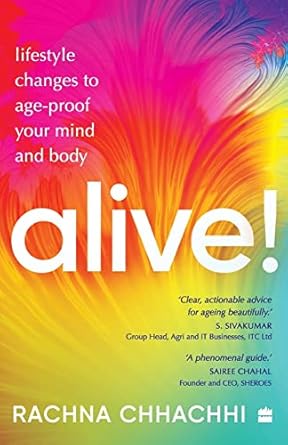 lifestyle
changes to
age-proof
your mind
and body
alive!
'Clear, actionable advice
for ageing beautifully.'
S. SIVAKUMAR
Group Head, Agri and IT Businesses, ITC Ltd
'A phenomenal guide.'
SAIREE CHAHAL
Founder and CEO, SHEROES
RACHNA CHHACHHI